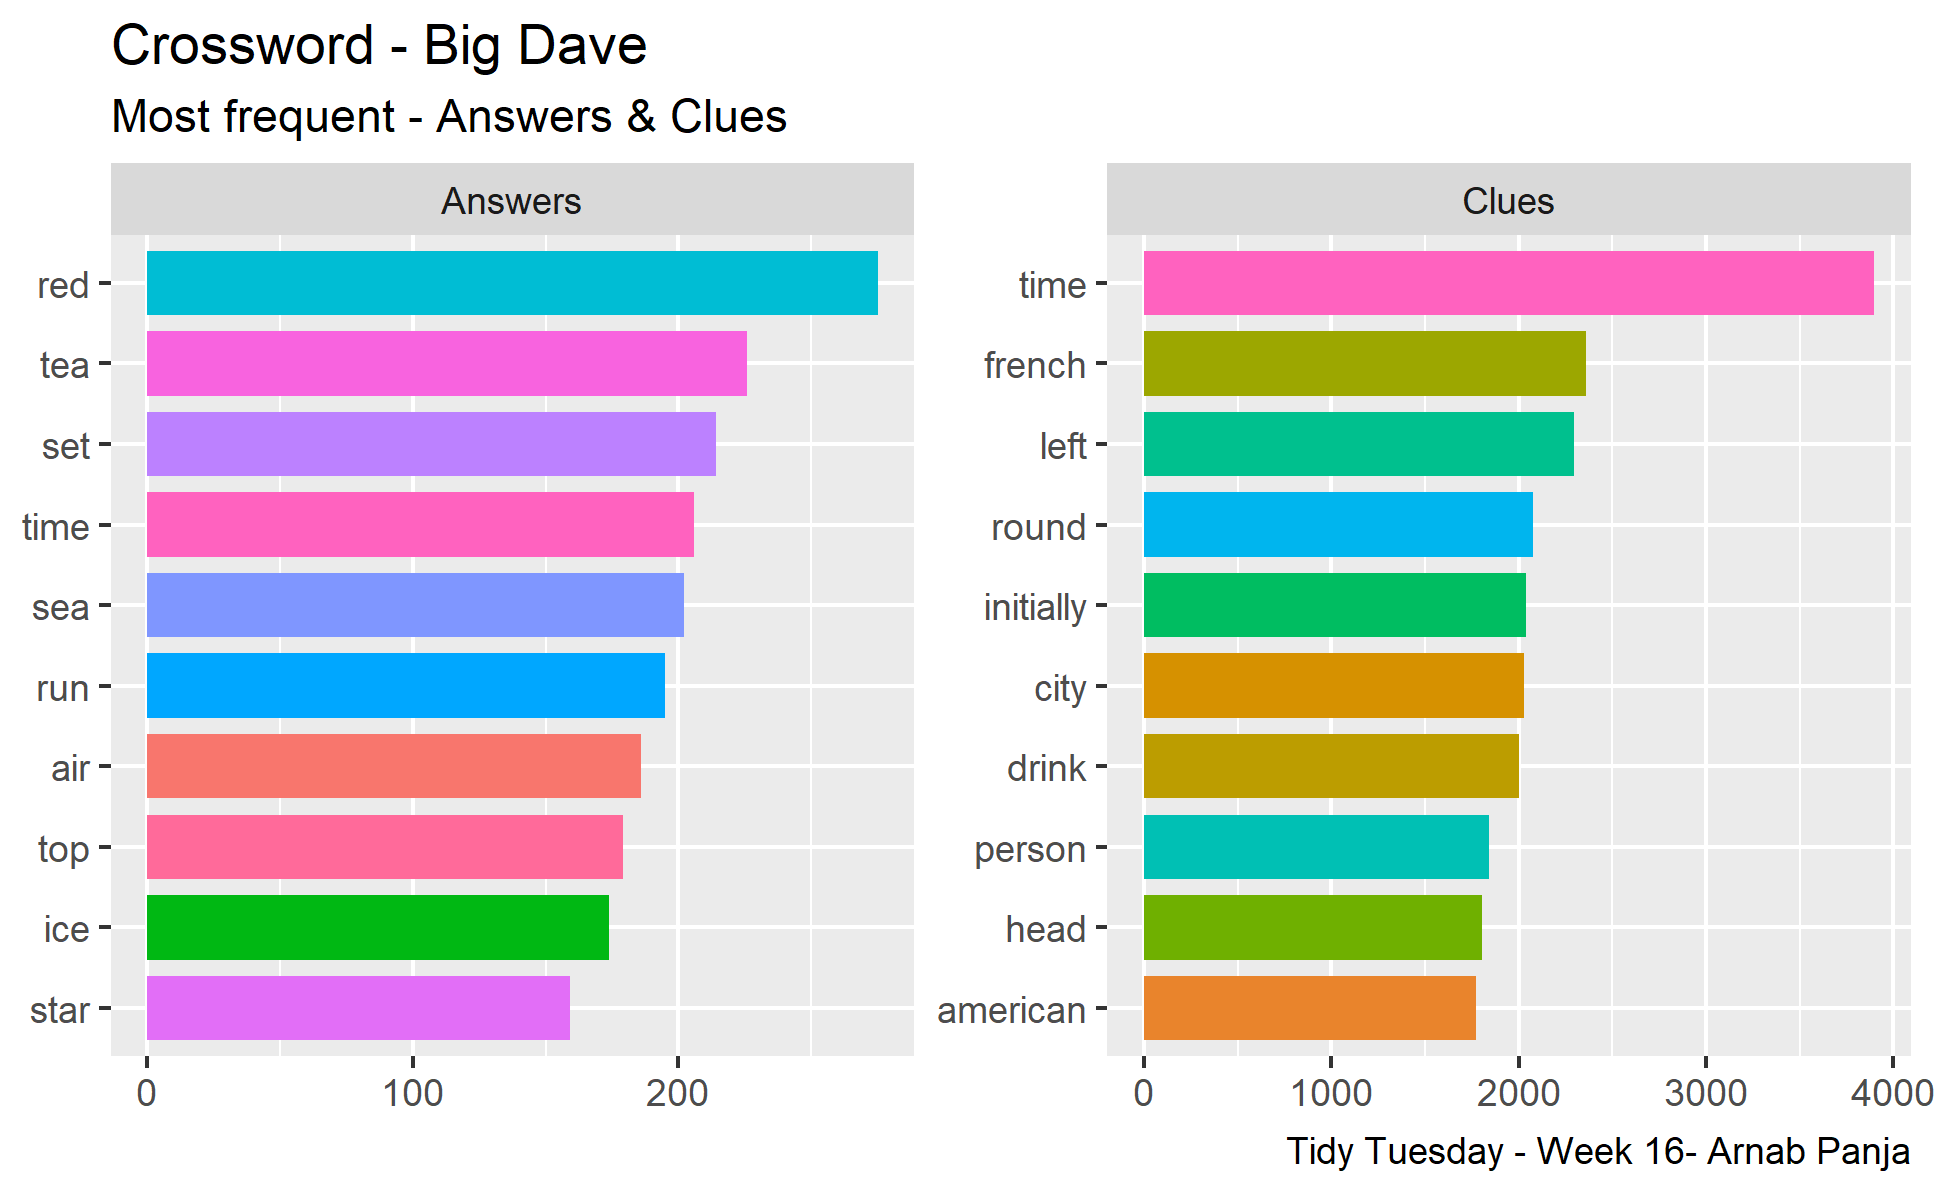 Crossword - Big Dave
Most frequent - Answers & Clues
Answers
red
tea
set
time
sea
run
air
top
ice
star
0 100 200
Clues
time
french
left
round
initially
city
drink
person
head
american
0 1000 2000 3000 4000
Tidy Tuesday - Week 16- Arnab Panja